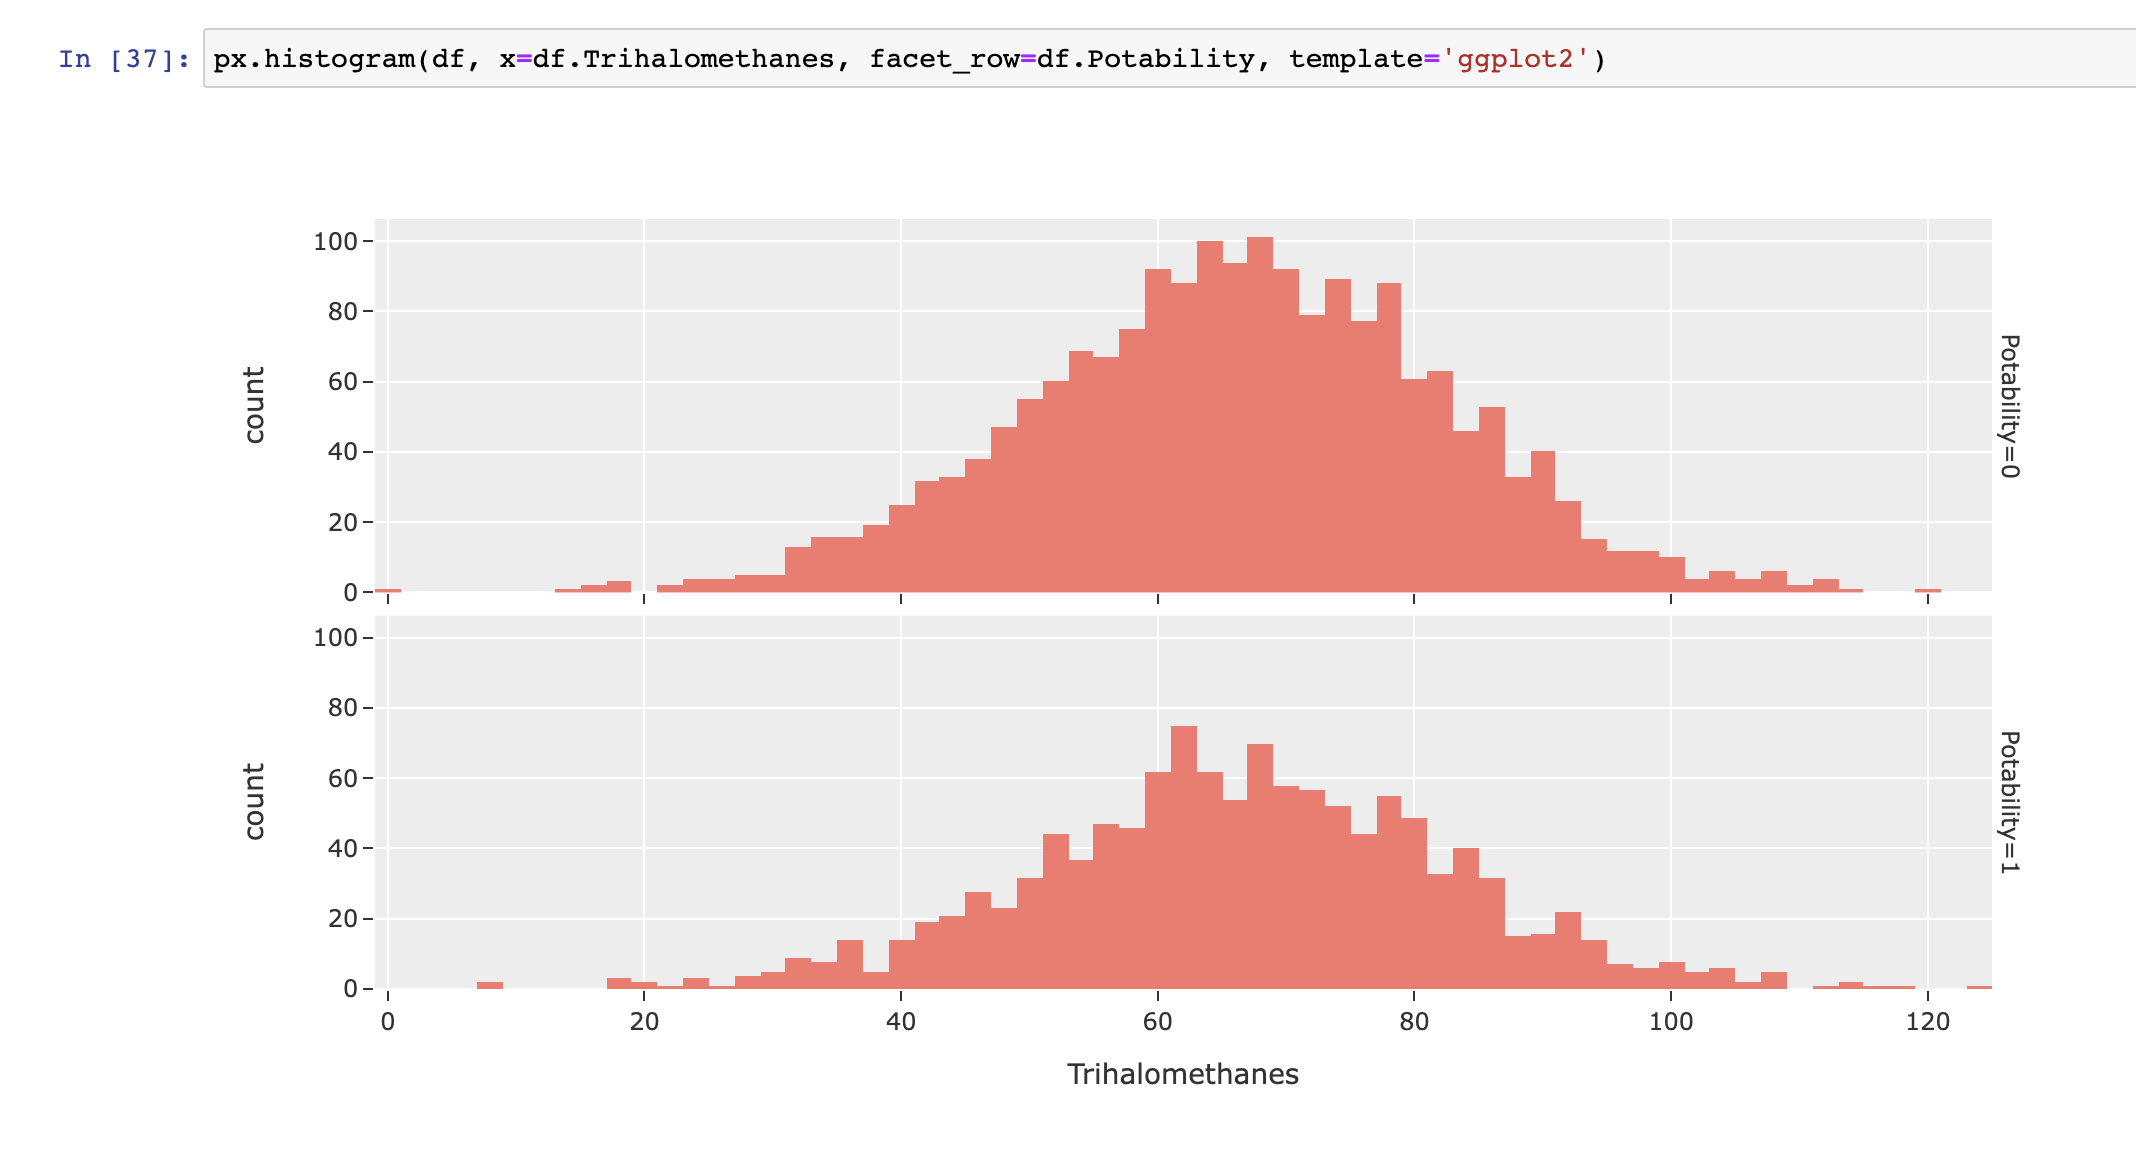 In [37]: px.histogram(df, x=df.Trihalomethanes, facet_row=df.Potability, template='ggplot2')
100
80
60
40
20
0
count
Potability=0
100
80
60
40
20
0
count
Potability=1
0 20 40 60 80 100 120
Trihalomethanes